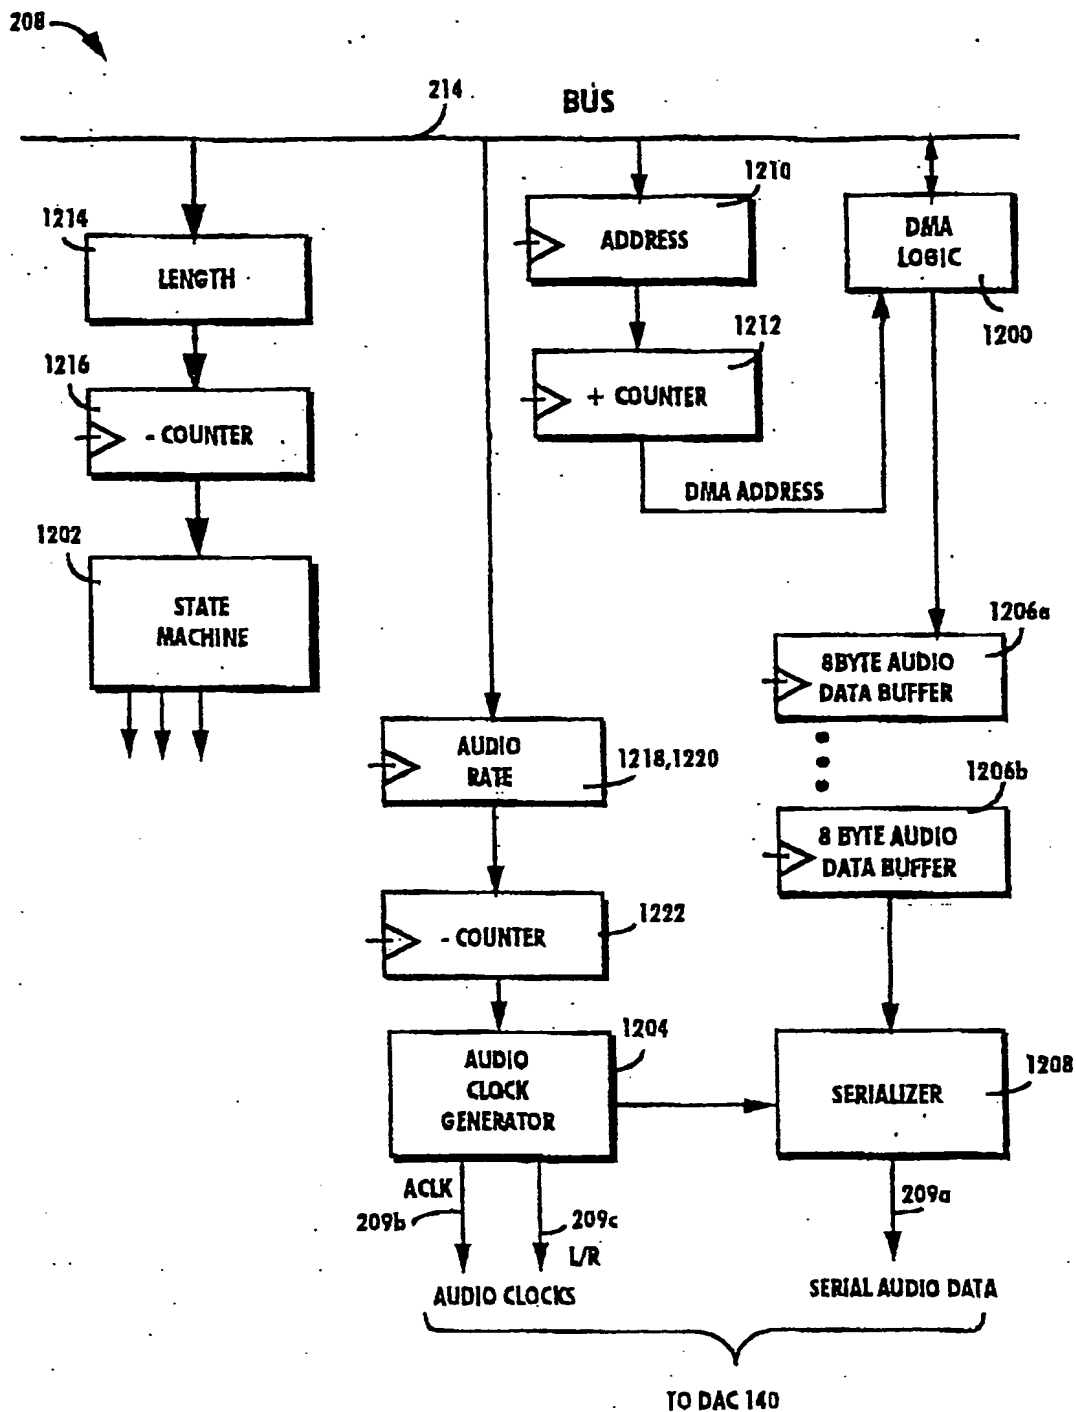 208
214
BUS
1210
1214
ADDRESS
DMA
LOGIC
LENGTH
1200
1212
1216
+ COUNTER
- COUNTER
DMA ADDRESS
1202
STATE
MACHINE
1206a
8 BYTE AUDIO
DATA BUFFER
AUDIO
RATE
1218,1220
1206b
8 BYTE AUDIO
DATA BUFFER
1222
- COUNTER
1204
AUDIO
CLOCK
GENERATOR
1208
SERIALIZER
ACLK
209b
209c
L/R
209a
AUDIO CLOCKS
SERIAL AUDIO DATA
TO DAC 140